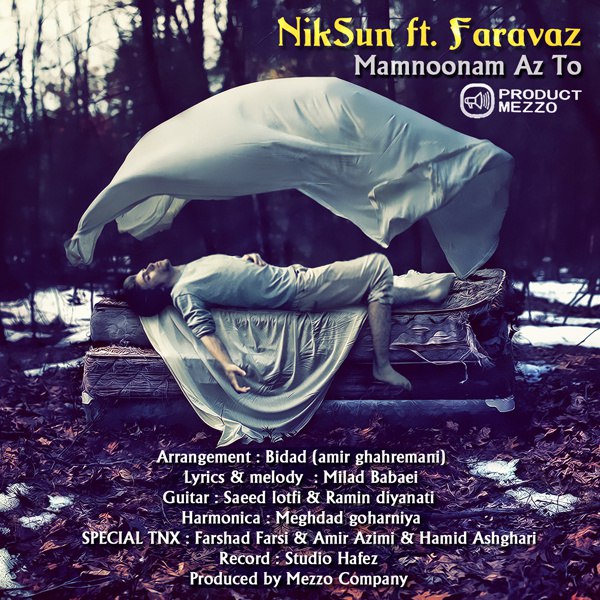 NikSun ft. Faravaz
Mamnoonam Az To
PRODUCT
MEZZO
Arrangement : Bidad (amir ghahremani)
Lyrics & melody : Milad Babaei
Guitar : Saeed lotfi & Ramin diyanati
Harmonica : Meghdad goharniya
SPECIAL TNX : Farshad Farsi & Amir Azimi & Hamid Ashghari
Record : Studio Hafez
Produced by Mezzo Company